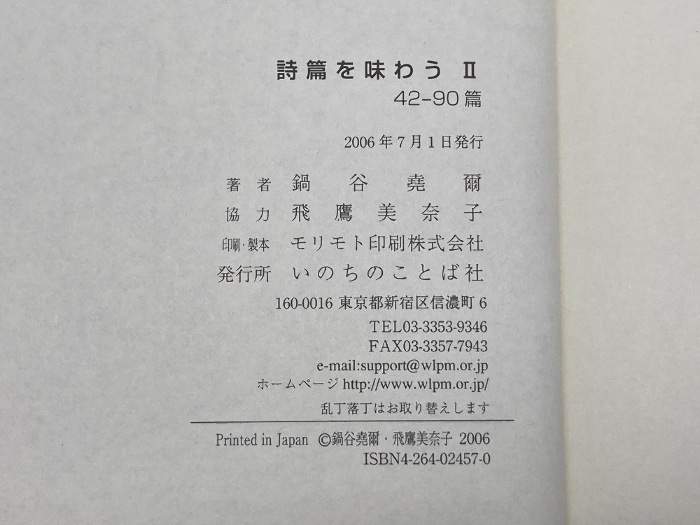 詩篇を味わう Ⅱ
42-90篇
2006年7月1日発行
著者 鍋谷堯爾
協力 飛鷹美奈子
印刷・製本 モリモト印刷株式会社
発行所 いのちのことば社
160-0016 東京都新宿区信濃町6
TEL03-3353-9346
FAX03-3357-7943
e-mail:support@wlpm.or.jp
ホームページ http://www.wlpm.or.jp/
乱丁落丁はお取り替えします
Printed in Japan ©鍋谷堯爾・飛鷹美奈子 2006
ISBN4-264-02457-0